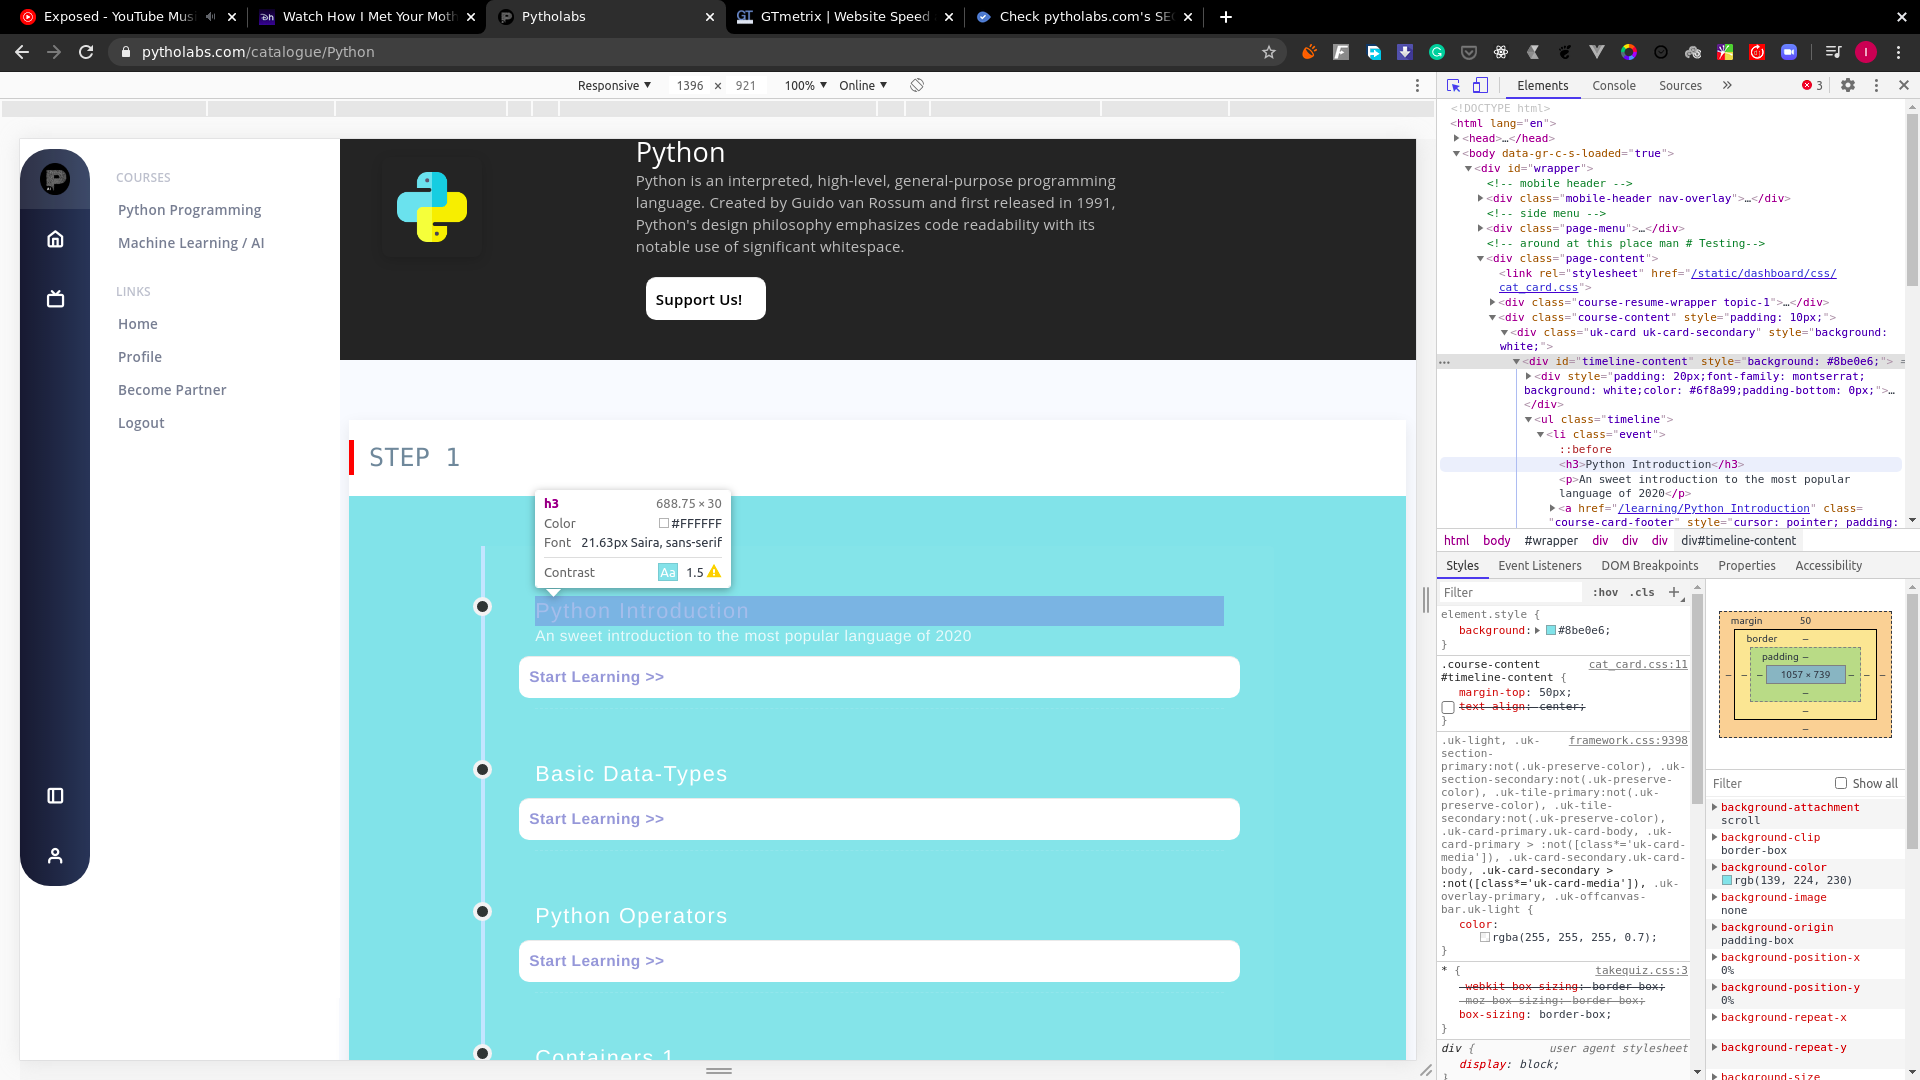 Exposed - YouTube Mus
Watch How I Met Your Moth
Pytholabs
GTmetrix | Website Speed
Check pytholabs.com's SE
pytholabs.com/catalogue/Python
Responsive
1396 × 921
100%
Online
COURSES
Python Programming
Machine Learning / AI
LINKS
Home
Profile
Become Partner
Logout
Python
Python is an interpreted, high-level, general-purpose programming
language. Created by Guido van Rossum and first released in 1991,
Python's design philosophy emphasizes code readability with its
notable use of significant whitespace.
Support Us!
STEP 1
h3 688.75 × 30
Color #FFFFFF
Font 21.63px Saira, sans-serif
Contrast Aa 1.5
Python Introduction
An sweet introduction to the most popular language of 2020
Start Learning >>
Basic Data-Types
Start Learning >>
Python Operators
Start Learning >>
Containers 1
Elements Console Sources » 3
<!DOCTYPE html>
<html lang="en">
<head>…</head>
<body data-gr-c-s-loaded="true">
<div id="wrapper">
<!-- mobile header -->
<div class="mobile-header nav-overlay">…</div>
<!-- side menu -->
<div class="page-menu">…</div>
<!-- around at this place man # Testing-->
<div class="page-content">
<link rel="stylesheet" href="/static/dashboard/css/
cat_card.css">
<div class="course-resume-wrapper topic-1">…</div>
<div class="course-content" style="padding: 10px;">
<div class="uk-card uk-card-secondary" style="background:
white;">
<div id="timeline-content" style="background: #8be0e6;"> =
<div style="padding: 20px;font-family: montserrat;
background: white;color: #6f8a99;padding-bottom: 0px;">…
</div>
<ul class="timeline">
<li class="event">
::before
<h3>Python Introduction</h3>
<p>An sweet introduction to the most popular
language of 2020</p>
<a href="/learning/Python Introduction" class=
"course-card-footer" style="cursor: pointer; padding:
html body #wrapper div div div div#timeline-content
Styles Event Listeners DOM Breakpoints Properties Accessibility
Filter :hov .cls +
element.style {
background: #8be0e6;
}
.course-content cat_card.css:11
#timeline-content {
margin-top: 50px;
text-align: center;
}
.uk-light, .uk- framework.css:9398
section-
primary:not(.uk-preserve-color), .uk-
section-secondary:not(.uk-preserve-
color), .uk-tile-primary:not(.uk-
preserve-color), .uk-tile-
secondary:not(.uk-preserve-color),
.uk-card-primary.uk-card-body, .uk-
card-primary > :not([class*='uk-card-
media']), .uk-card-secondary.uk-card-
body, .uk-card-secondary >
:not([class*='uk-card-media']), .uk-
overlay-primary, .uk-offcanvas-
bar.uk-light {
color:
rgba(255, 255, 255, 0.7);
}
* { takequiz.css:3
-webkit-box-sizing: border-box;
-moz-box-sizing: border-box;
box-sizing: border-box;
}
div { user agent stylesheet
display: block;
}
margin 50
border –
padding –
1057 × 739
Filter Show all
background-attachment
scroll
background-clip
border-box
background-color
rgb(139, 224, 230)
background-image
none
background-origin
padding-box
background-position-x
0%
background-position-y
0%
background-repeat-x
background-repeat-y
background-size